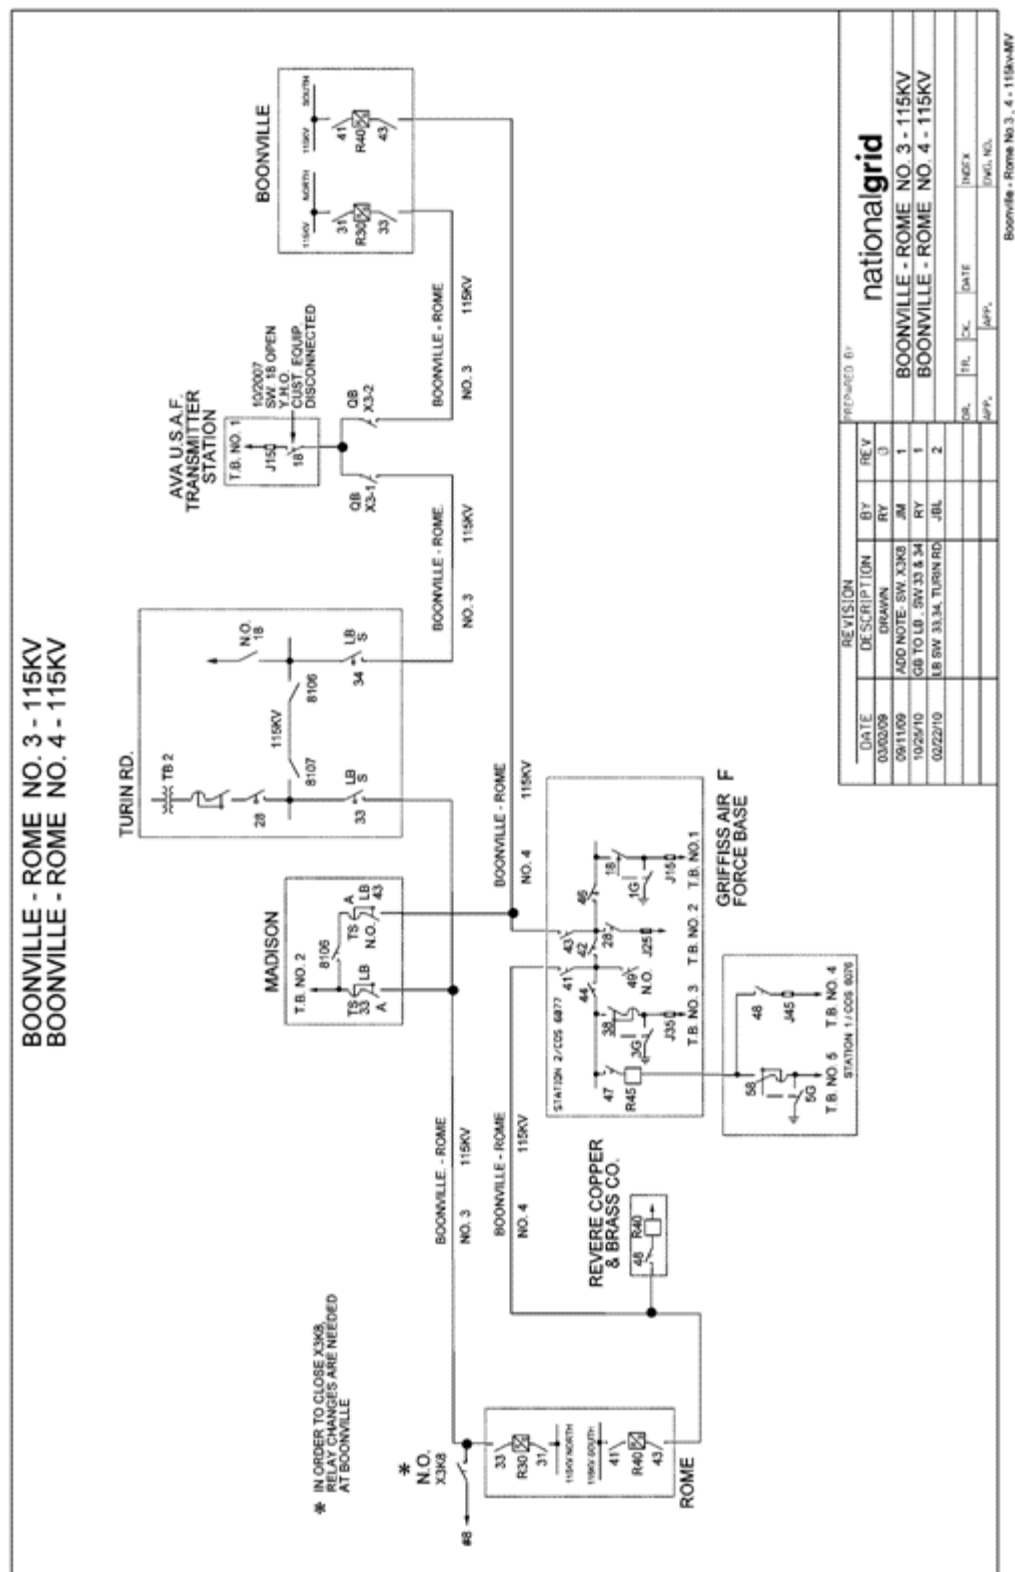 BOONVILLE - ROME NO. 3 - 115KV
BOONVILLE - ROME NO. 4 - 115KV
BOONVILLE
115KV NORTH
115KV SOUTH
31
R30
33
41
R40
43
AVA U.S.A.F.
TRANSMITTER
STATION
T.B. NO. 1
J15
18
10/2007
SW. 18 OPEN
Y.H.O.
CUST. EQUIP.
DISCONNECTED
QB
X3-1
QB
X3-2
BOONVILLE - ROME
NO. 3 115KV
BOONVILLE - ROME
NO. 3 115KV
TURIN RD.
TB 2
28
33
LB
S
8107
115KV
8106
N.O.
18
34
LB
S
MADISON
T.B. NO. 2
8106
TS
33
LB
A
TS
N.O.
A
LB
43
BOONVILLE - ROME
NO. 4 115KV
BOONVILLE - ROME
NO. 3 115KV
BOONVILLE - ROME
NO. 4 115KV
GRIFFISS AIR F
FORCE BASE
STATION 2/COS 6077
47
R45
44
41
42
43
46
38
3G
J35
T.B. NO. 3
49
N.O.
28
J25
T.B. NO. 2
18
1G
J15
T.B. NO.1
58
5G
T.B. NO. 5
48
J45
T.B. NO. 4
STATION 1/COS 6076
REVERE COPPER
& BRASS CO.
48
R40
* IN ORDER TO CLOSE X3K8,
RELAY CHANGES ARE NEEDED
AT BOONVILLE
*
N.O.
X3K8
#8
33
R30
31
115KV NORTH
115KV SOUTH
41
R40
43
ROME
REVISION
DATE DESCRIPTION BY REV
03/02/09 DRAWN RY 0
09/11/09 ADD NOTE- SW. X3K8 JM 1
10/25/10 GB TO LB , SW 33 & 34 RY 1
02/22/10 LB SW 33,34, TURIN RD JBL 2
PREPARED BY
nationalgrid
BOONVILLE - ROME NO. 3 - 115KV
BOONVILLE - ROME NO. 4 - 115KV
DR. TR. CK. DATE INDEX
APP. APP. DWG. NO.
Boonville - Rome No.3 , 4 - 115kv-MV